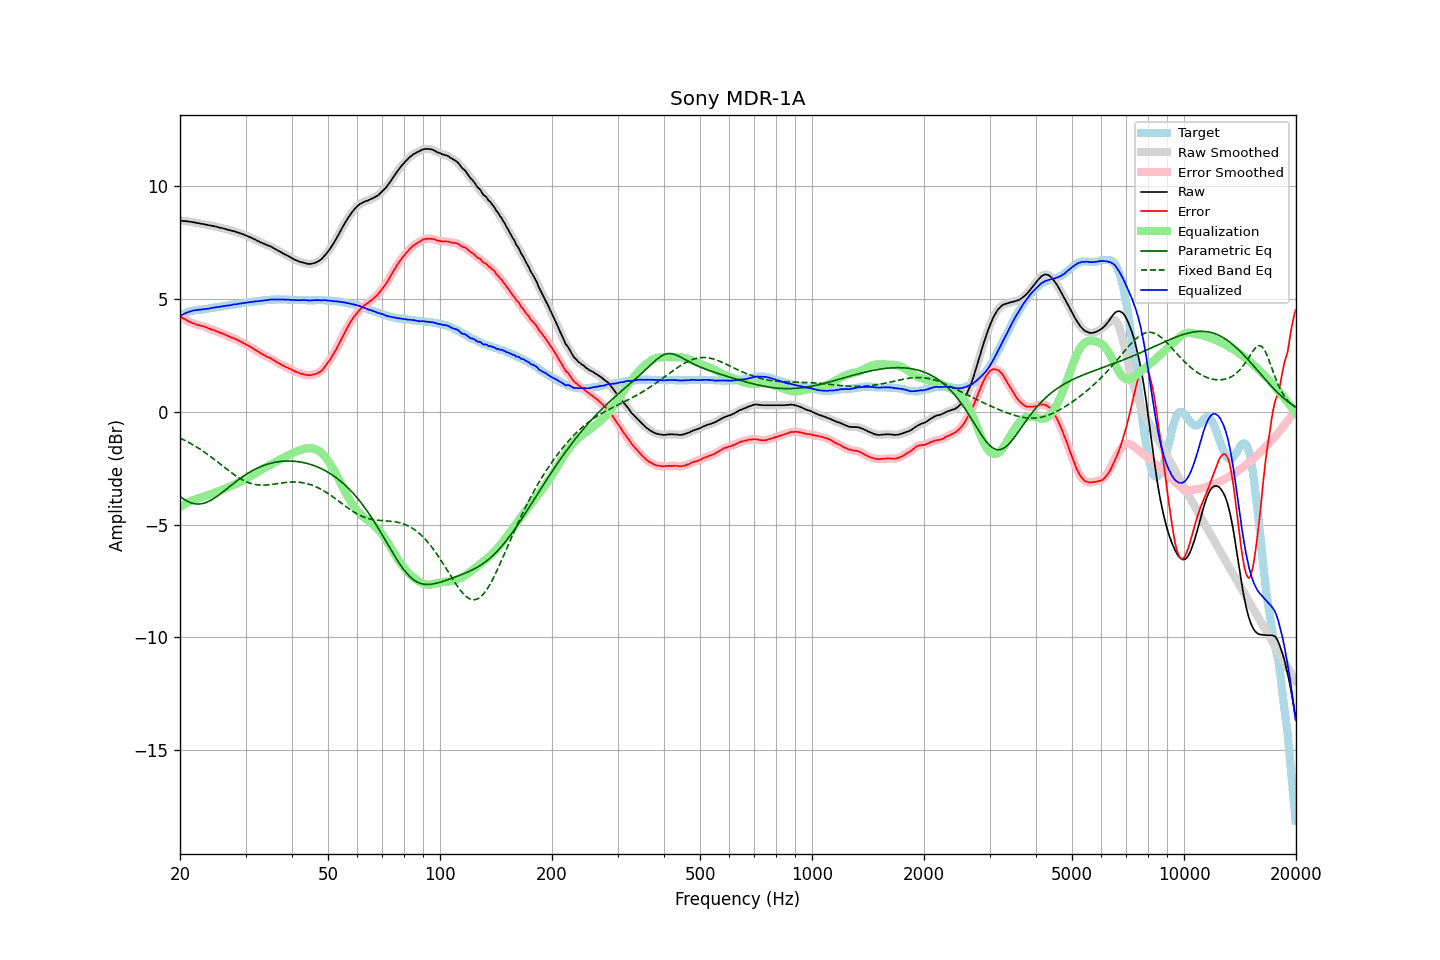 Sony MDR-1A
Amplitude (dBr)
10
5
0
−5
−10
−15
20
50
100
200
500
1000
2000
5000
10000
20000
Frequency (Hz)
Target
Raw Smoothed
Error Smoothed
Raw
Error
Equalization
Parametric Eq
Fixed Band Eq
Equalized